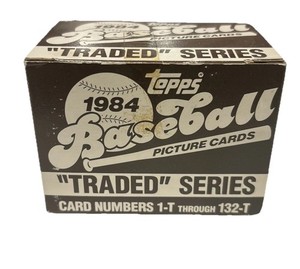 "TRADED" SERIES
TOPPS
1984
Baseball
PICTURE CARDS
"TRADED" SERIES
CARD NUMBERS 1-T THROUGH 132-T